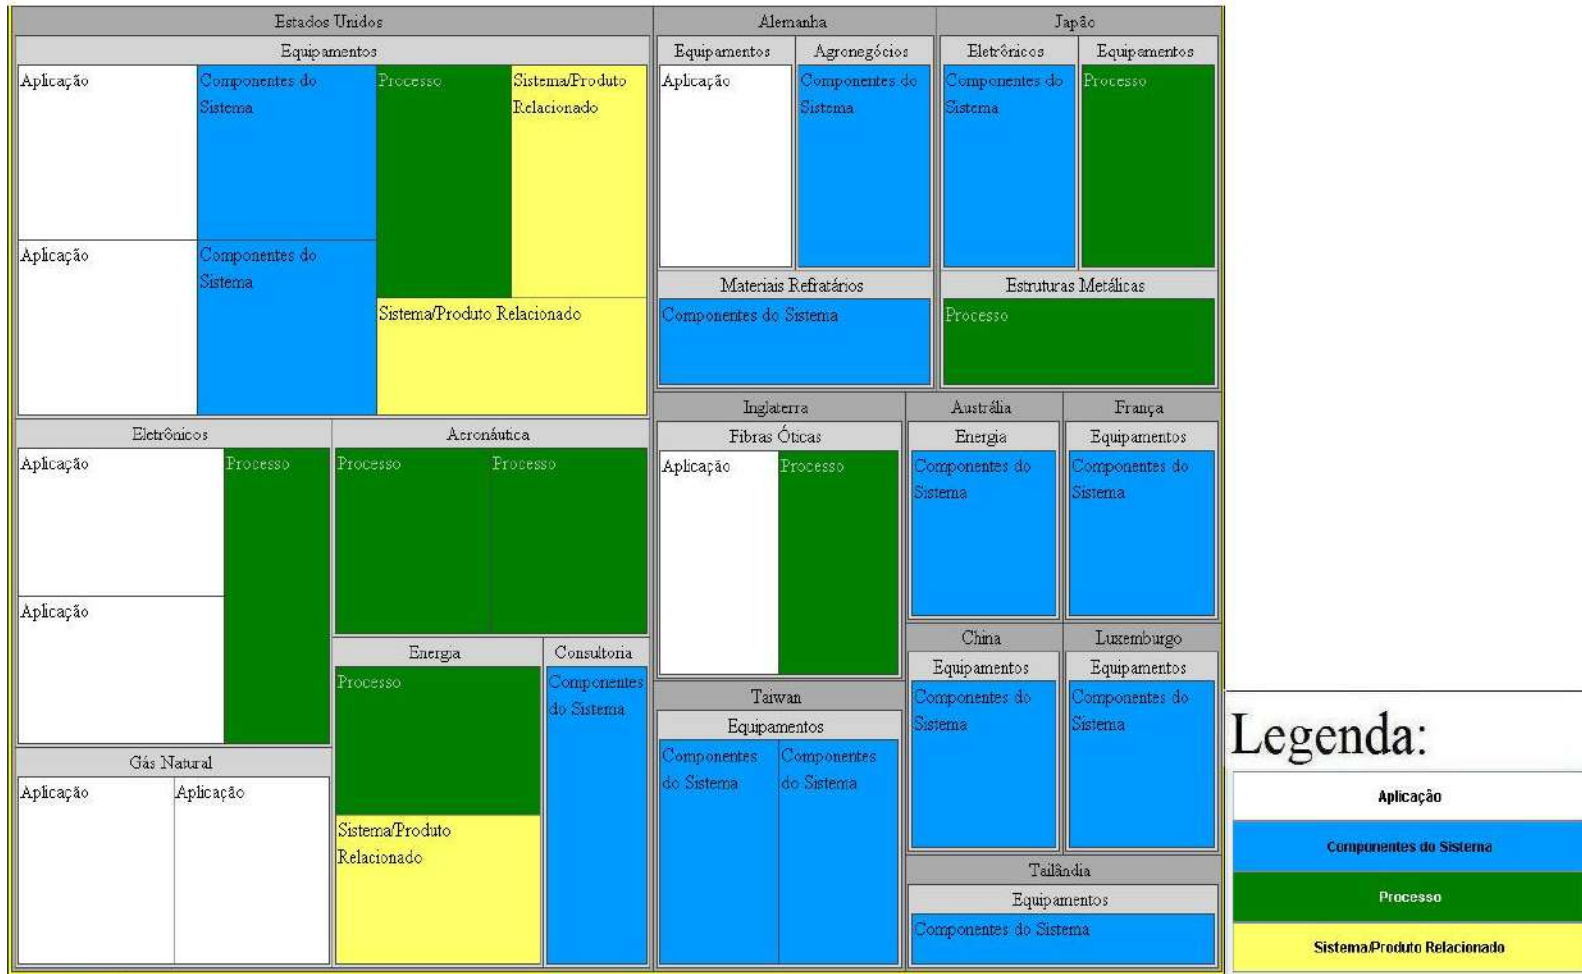 Estados Unidos
Equipamentos
Aplicação
Componentes do
Sistema
Processo
Sistema/Produto
Relacionado
Aplicação
Componentes do
Sistema
Sistema/Produto Relacionado
Eletrônicos
Aplicação
Processo
Aplicação
Aeronáutica
Processo
Processo
Energia
Processo
Sistema/Produto
Relacionado
Consultoria
Componentes
do Sistema
Gás Natural
Aplicação
Aplicação
Alemanha
Equipamentos
Aplicação
Agronegócios
Componentes do
Sistema
Materiais Refratários
Componentes do Sistema
Japão
Eletrônicos
Componentes do
Sistema
Equipamentos
Processo
Estruturas Metálicas
Processo
Inglaterra
Fibras Óticas
Aplicação
Processo
Taiwan
Equipamentos
Componentes
do Sistema
Componentes
do Sistema
Austrália
Energia
Componentes do
Sistema
França
Equipamentos
Componentes do
Sistema
China
Equipamentos
Componentes do
Sistema
Luxemburgo
Equipamentos
Componentes do
Sistema
Tailândia
Equipamentos
Componentes do Sistema
Legenda:
Aplicação
Componentes do Sistema
Processo
Sistema/Produto Relacionado